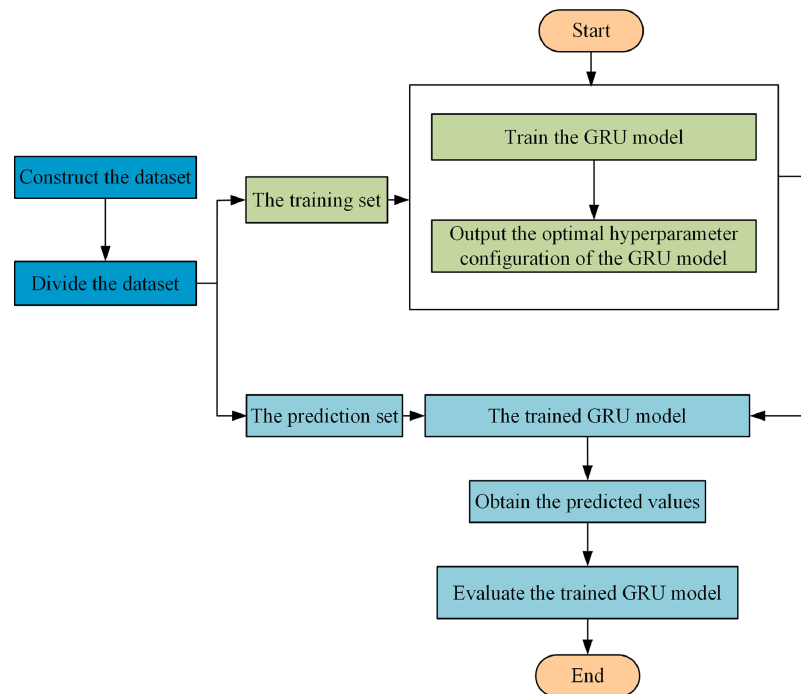 Start
Train the GRU model
Construct the dataset
The training set
Output the optimal hyperparameter
configuration of the GRU model
Divide the dataset
The prediction set
The trained GRU model
Obtain the predicted values
Evaluate the trained GRU model
End